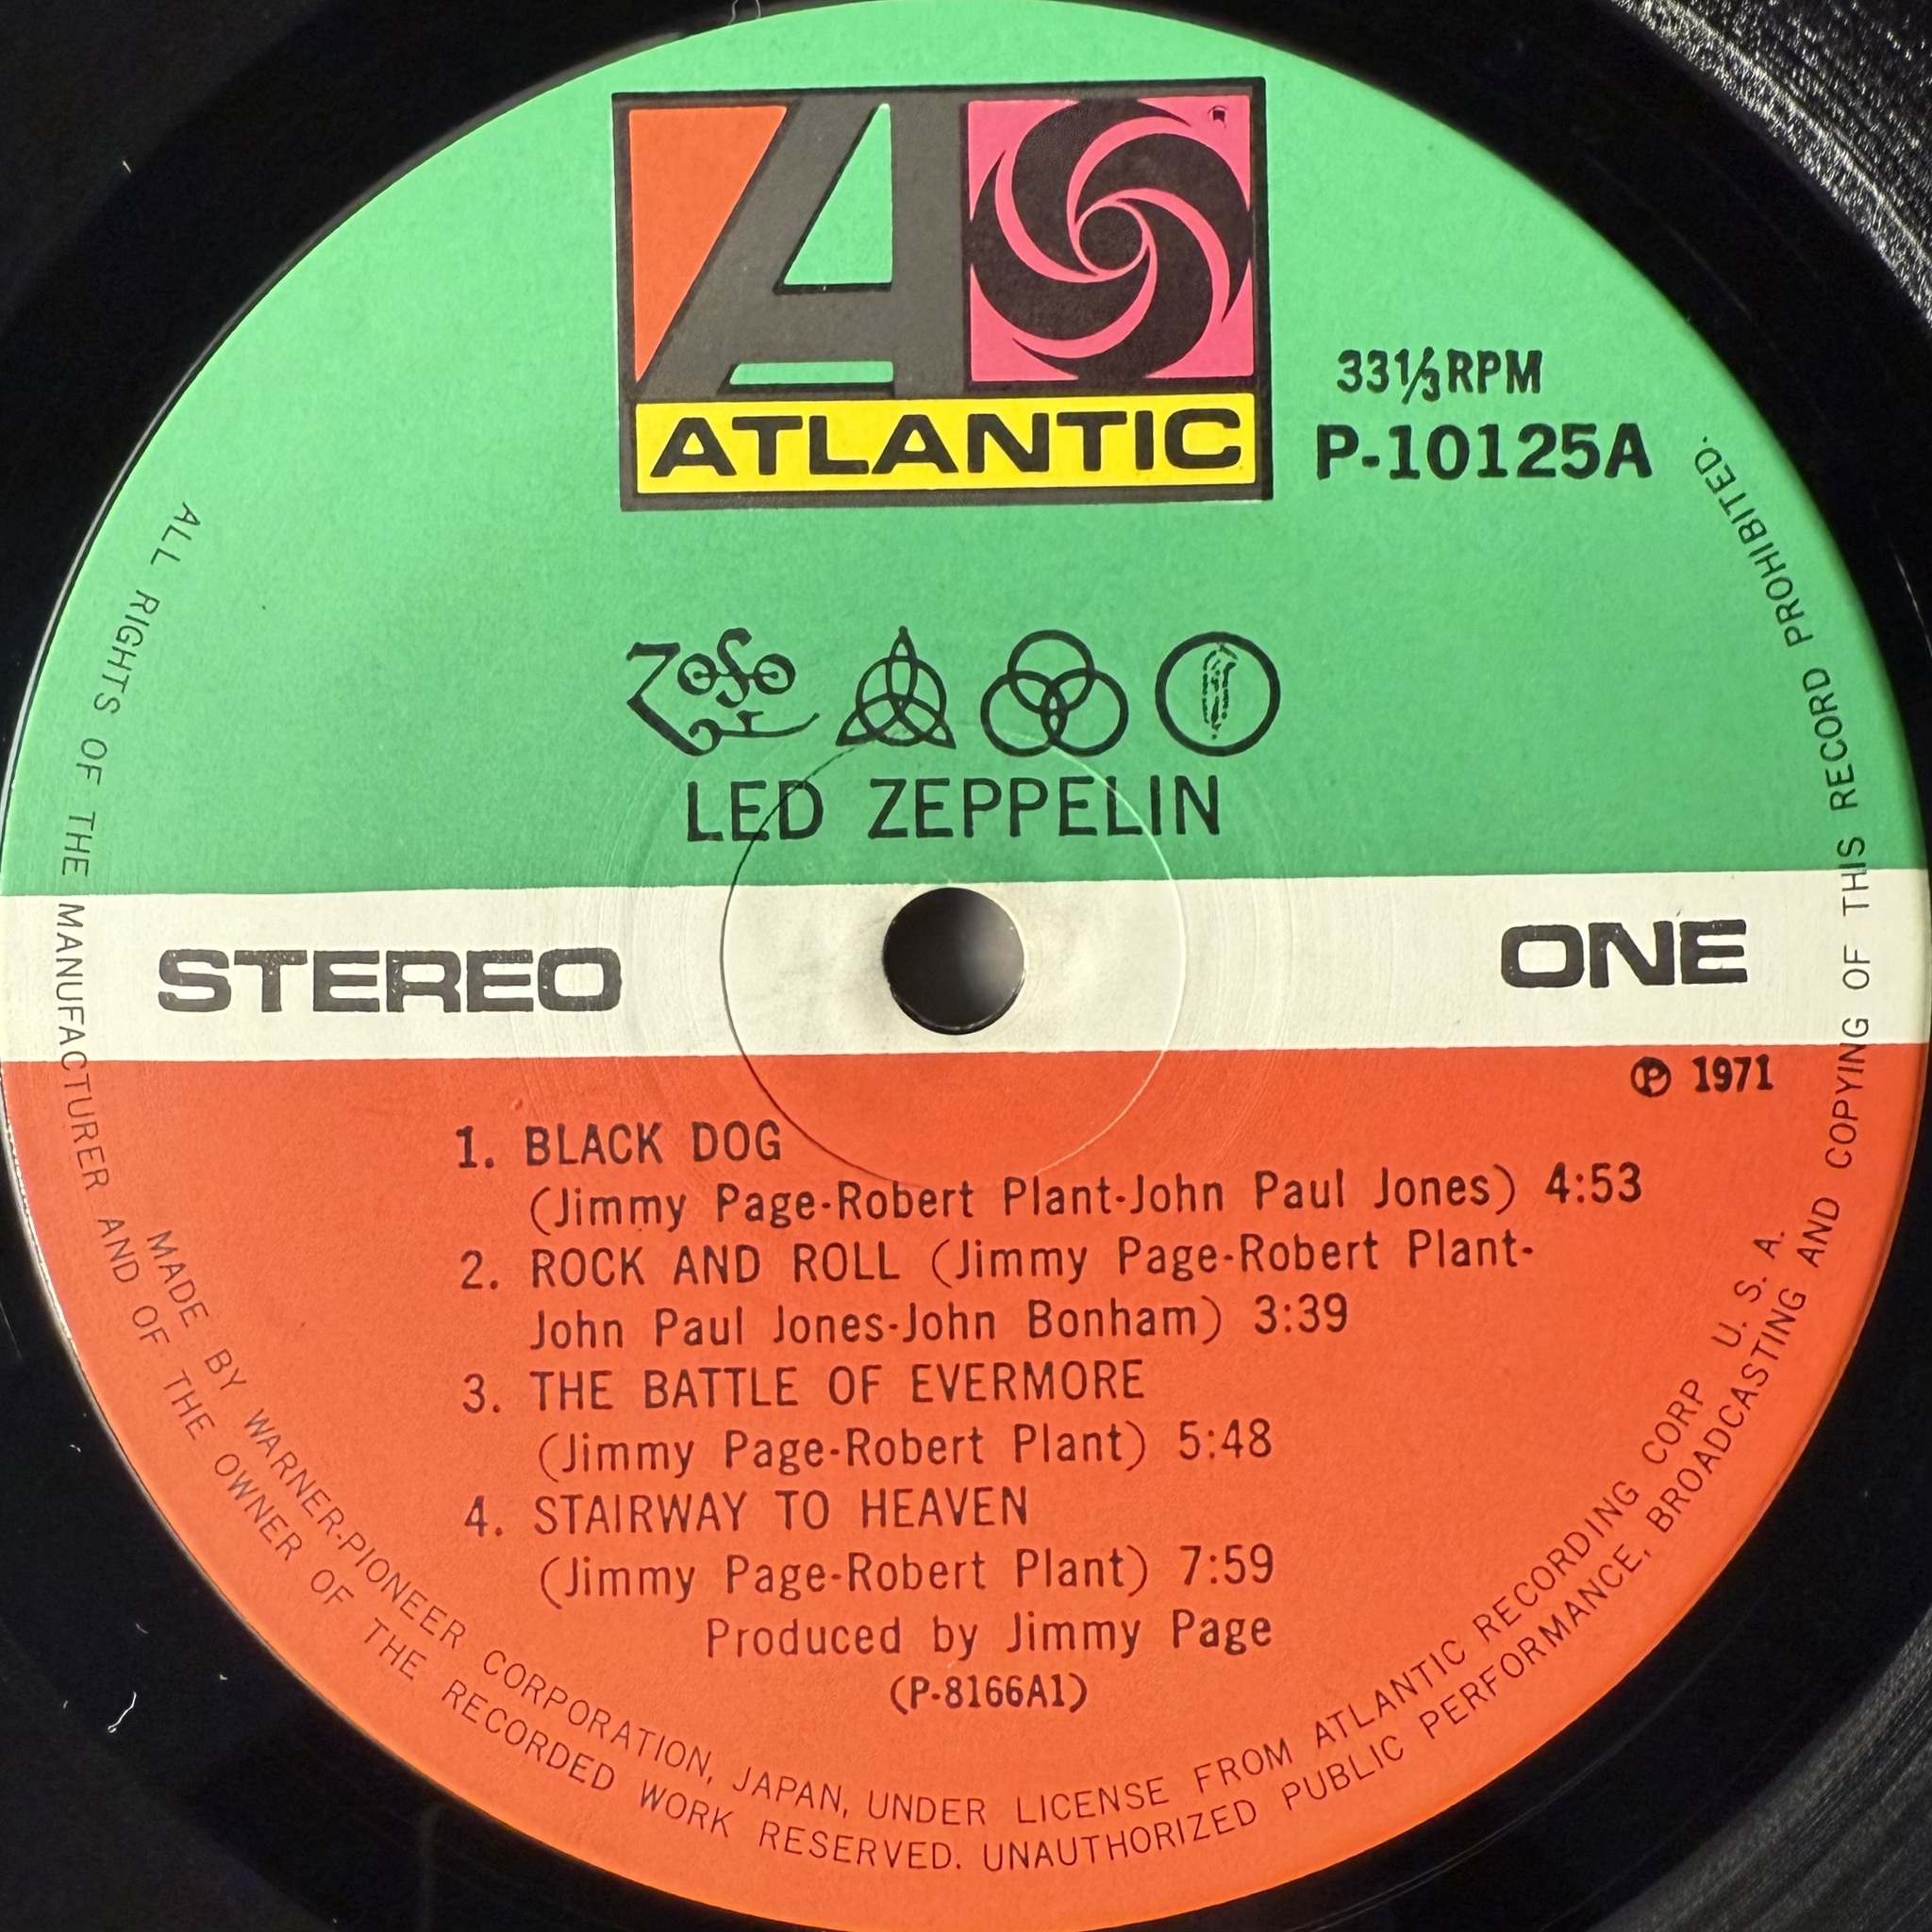 ATLANTIC
33⅓RPM
P-10125A
LED ZEPPELIN
STEREO
ONE
℗ 1971
1. BLACK DOG
(Jimmy Page-Robert Plant-John Paul Jones) 4:53
2. ROCK AND ROLL (Jimmy Page-Robert Plant-
John Paul Jones-John Bonham) 3:39
3. THE BATTLE OF EVERMORE
(Jimmy Page-Robert Plant) 5:48
4. STAIRWAY TO HEAVEN
(Jimmy Page-Robert Plant) 7:59
Produced by Jimmy Page
(P-8166A1)
MADE BY WARNER-PIONEER CORPORATION, JAPAN, UNDER LICENSE FROM ATLANTIC RECORDING CORP U. S. A.
ALL RIGHTS OF THE MANUFACTURER AND OF THE OWNER OF THE RECORDED WORK RESERVED. UNAUTHORIZED PUBLIC PERFORMANCE, BROADCASTING AND COPYING OF THIS RECORD PROHIBITED.